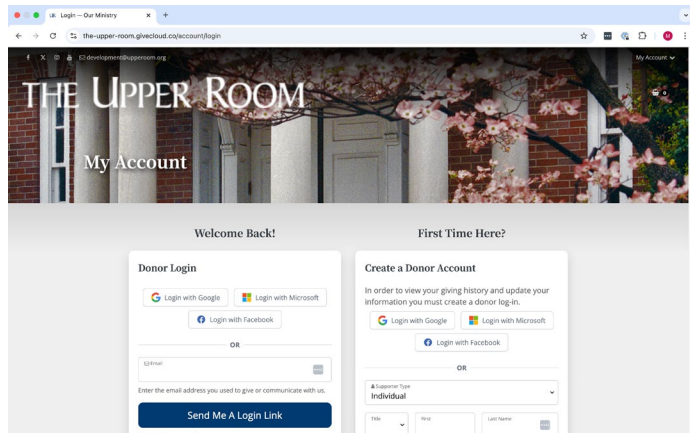 Login — Our Ministry
the-upper-room.givecloud.co/account/login
M
development@upperoom.org
My Account
THE UPPER ROOM
0
My Account
Welcome Back!
First Time Here?
Donor Login
Login with Google
Login with Microsoft
Login with Facebook
OR
Email
Enter the email address you used to give or communicate with us.
Send Me A Login Link
Create a Donor Account
In order to view your giving history and update your
information you must create a donor log-in.
Login with Google
Login with Microsoft
Login with Facebook
OR
Supporter Type
Individual
Title
First
Last Name